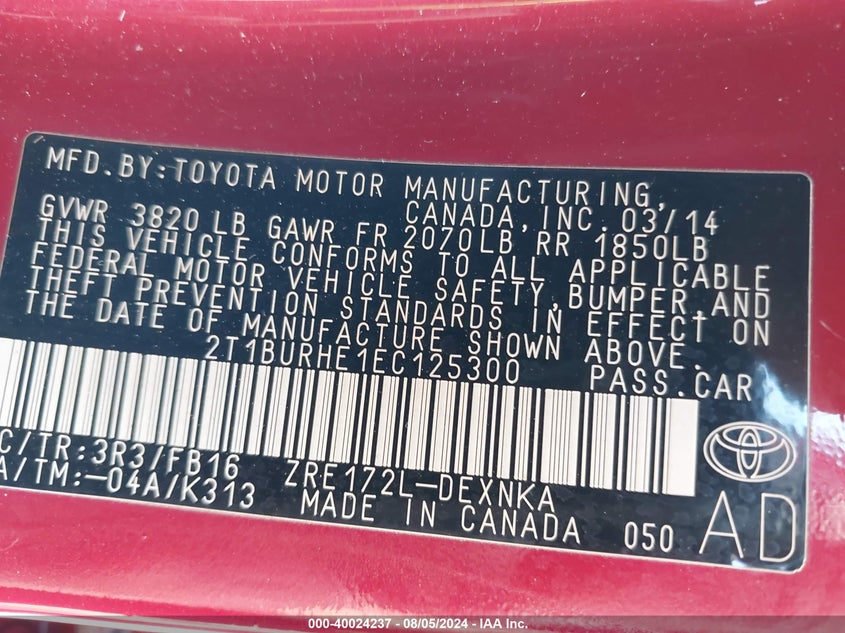 MFD.BY:TOYOTA MOTOR MANUFACTURING,
CANADA,INC. 03/14
GVWR 3820 LB GAWR FR 2070LB RR 1850LB
THIS VEHICLE CONFORMS TO ALL APPLICABLE
FEDERAL MOTOR VEHICLE SAFETY,BUMPER,AND
THEFT PREVENTION STANDARDS IN EFFECT ON
THE DATE OF MANUFACTURE SHOWN ABOVE.
2T1BURHE1EC125300 PASS.CAR
C/TR:3R3/FB16 ZRE172L-DEXNKA
A/TM:-04A/K313 MADE IN CANADA 050 AD
000-40024237 - 08/05/2024 - IAA Inc.